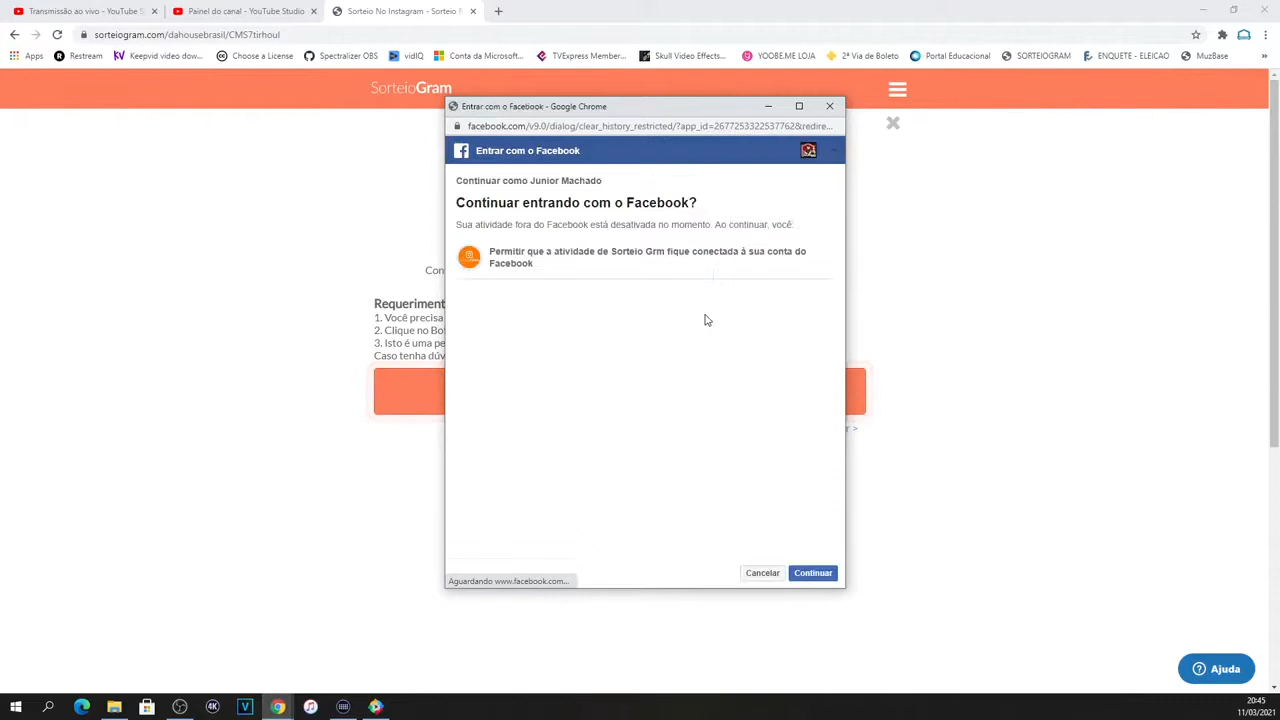 Transmissão ao vivo - YouTube S
Painel do canal - YouTube Studio
Sorteio No Instagram - Sorteio
sorteiogram.com/dahousebrasil/CMS?tirhoul
Apps
Restream
Keepvid video dow...
Choose a License
Spectralizer OBS
vidIQ
Conta da Microsoft...
TVExpress Member...
Skull Video Effects...
YOOBE.ME LOJA
2ª Via de Boleto
Portal Educacional
SORTEIOGRAM
ENQUETE - ELEICAO
MuzBase
SorteioGram
Entrar com o Facebook - Google Chrome
facebook.com/v9.0/dialog/clear_history_restricted/?app_id=2677253322537762&redire...
Entrar com o Facebook
Continuar como Junior Machado
Continuar entrando com o Facebook?
Sua atividade fora do Facebook está desativada no momento. Ao continuar, você:
Permitir que a atividade de Sorteio Grm fique conectada à sua conta do
Facebook
Con
Requeriment
1. Você precisa
2. Clique no Bot
3. Isto é uma pe
Caso tenha dúv
r >
Cancelar
Continuar
Aguardando www.facebook.com...
Ajuda
4K
V
20:45
11/03/2021